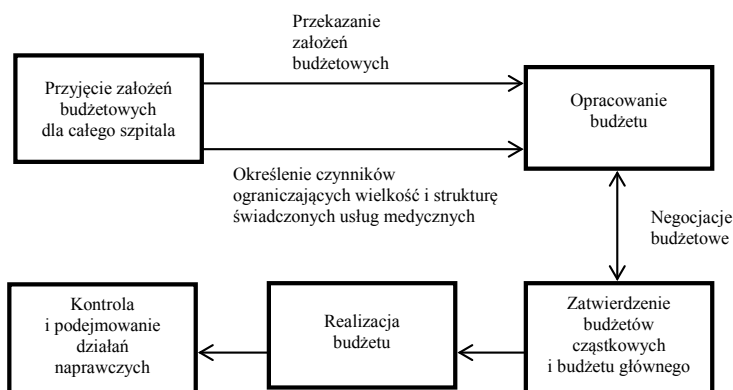 Przekazanie
założeń
budżetowych
Przyjęcie założeń
budżetowych
dla całego szpitala
Opracowanie
budżetu
Określenie czynników
ograniczających wielkość i strukturę
świadczonych usług medycznych
Negocjacje
budżetowe
Kontrola
i podejmowanie
działań
naprawczych
Realizacja
budżetu
Zatwierdzenie
budżetów
cząstkowych
i budżetu głównego